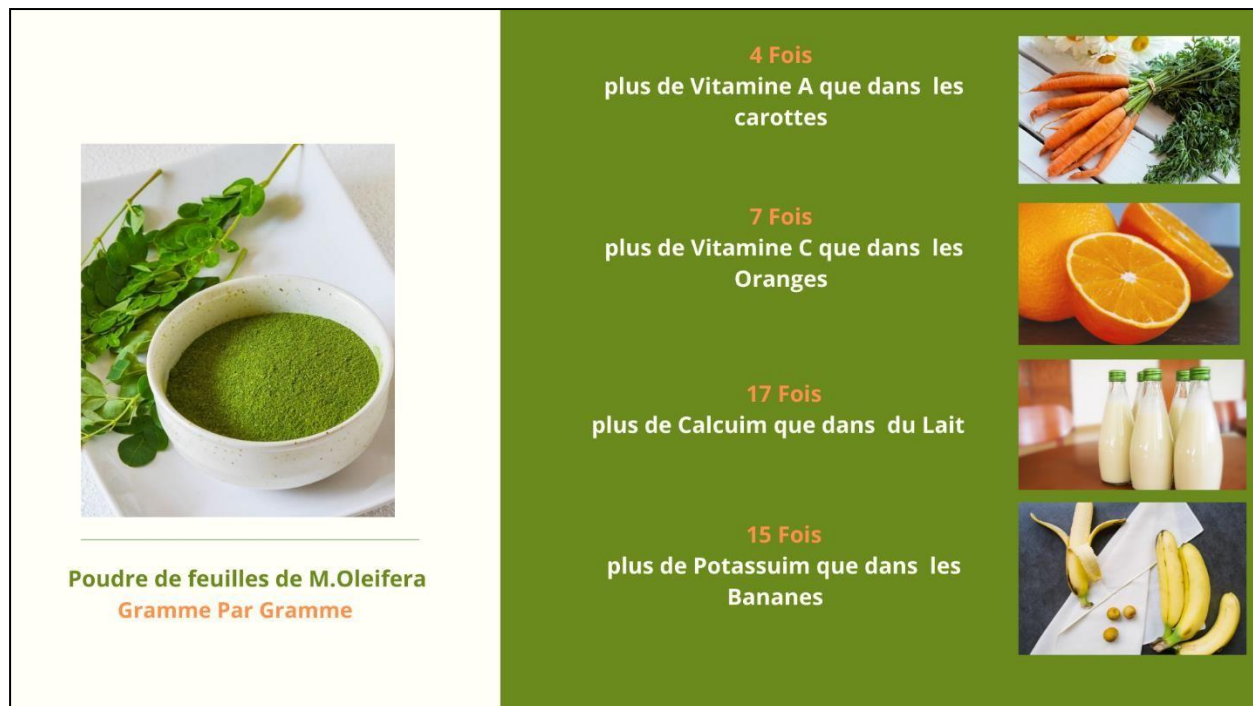 Poudre de feuilles de M.Oleifera
Gramme Par Gramme
4 Fois
plus de Vitamine A que dans les
carottes
7 Fois
plus de Vitamine C que dans les
Oranges
17 Fois
plus de Calcuim que dans du Lait
15 Fois
plus de Potassuim que dans les
Bananes